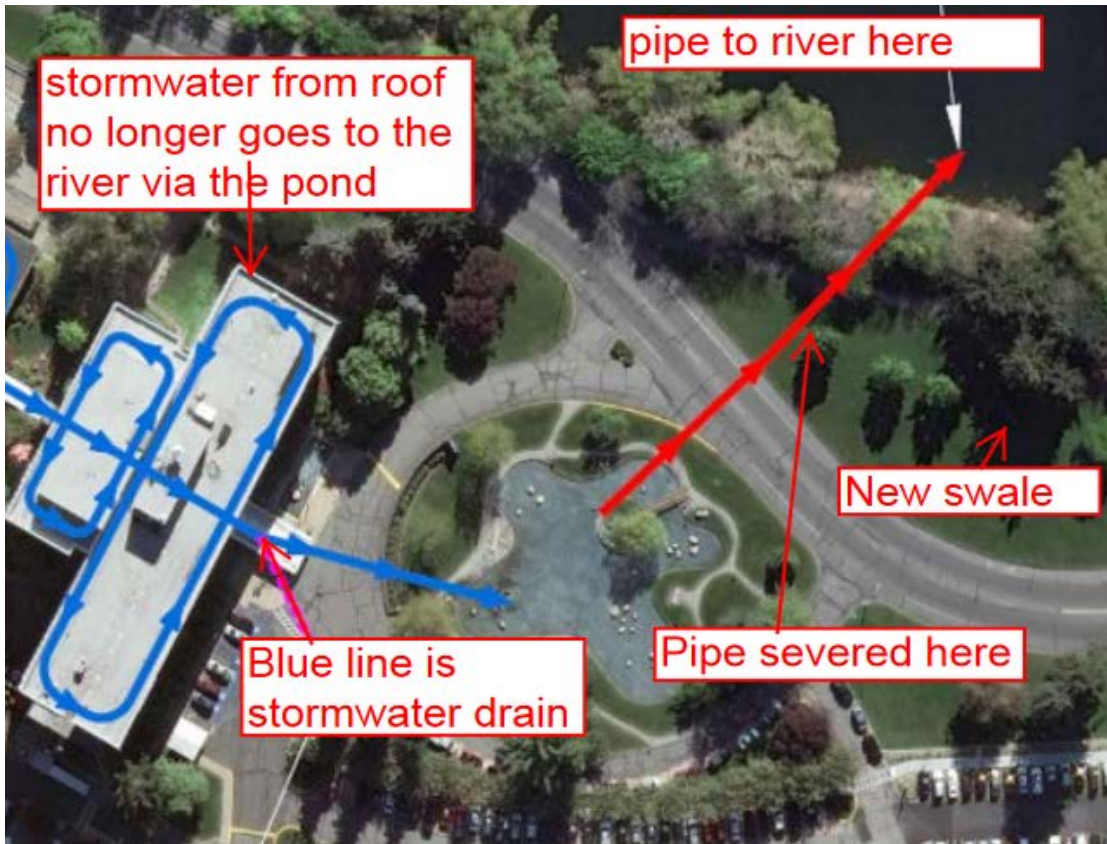 pipe to river here
stormwater from roof
no longer goes to the
river via the pond
New swale
Pipe severed here
Blue line is
stormwater drain